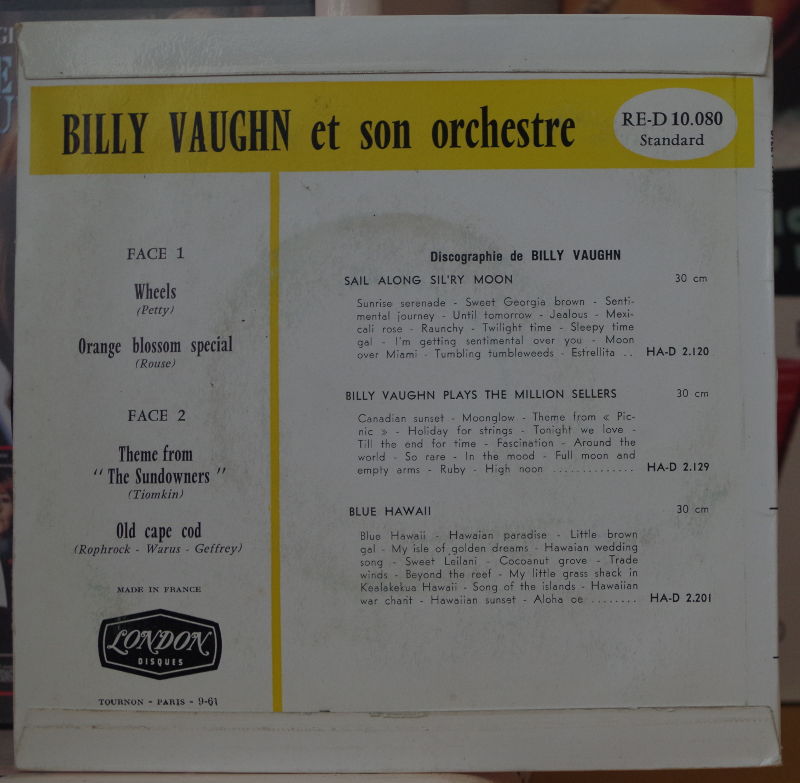 BILLY VAUGHN et son orchestre
RE-D 10.080
Standard
FACE 1
Wheels
(Petty)
Orange blossom special
(Rouse)
FACE 2
Theme from
" The Sundowners "
(Tiomkin)
Old cape cod
(Rophrock - Warus - Geffrey)
MADE IN FRANCE
LONDON
DISQUES
TOURNON - PARIS - 9-61
Discographie de BILLY VAUGHN
SAIL ALONG SIL'RY MOON 30 cm
Sunrise serenade - Sweet Georgia brown - Senti-
mental journey - Until tomorrow - Jealous - Mexi-
cali rose - Raunchy - Twilight time - Sleepy time
gal - I'm getting sentimental over you - Moon
over Miami - Tumbling tumbleweeds - Estrellita .. HA-D 2.120
BILLY VAUGHN PLAYS THE MILLION SELLERS 30 cm
Canadian sunset - Moonglow - Theme from « Pic-
nic » - Holiday for strings - Tonight we love -
Till the end for time - Fascination - Around the
world - So rare - In the mood - Full moon and
empty arms - Ruby - High noon .............. HA-D 2.129
BLUE HAWAII 30 cm
Blue Hawaii - Hawaian paradise - Little brown
gal - My isle of golden dreams - Hawaian wedding
song - Sweet Leilani - Cocoanut grove - Trade
winds - Beyond the reef - My little grass shack in
Kealakekua Hawaii - Song of the islands - Hawaiian
war chant - Hawaiian sunset - Aloha oe ........ HA-D 2.201